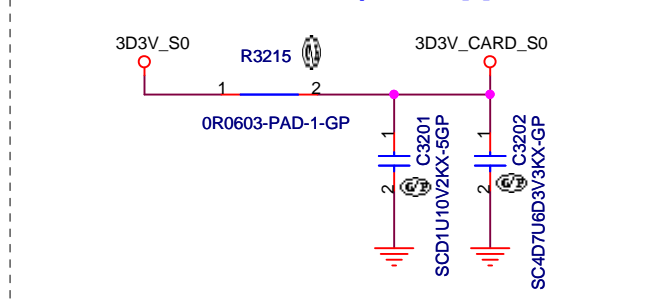 3D3V_S0
3D3V_CARD_S0
R3215
1
2
0R0603-PAD-1-GP
1
2
C3201
SCD1U10V2KX-5GP
G/P
1
2
C3202
SC4D7U6D3V3KX-GP
G/P